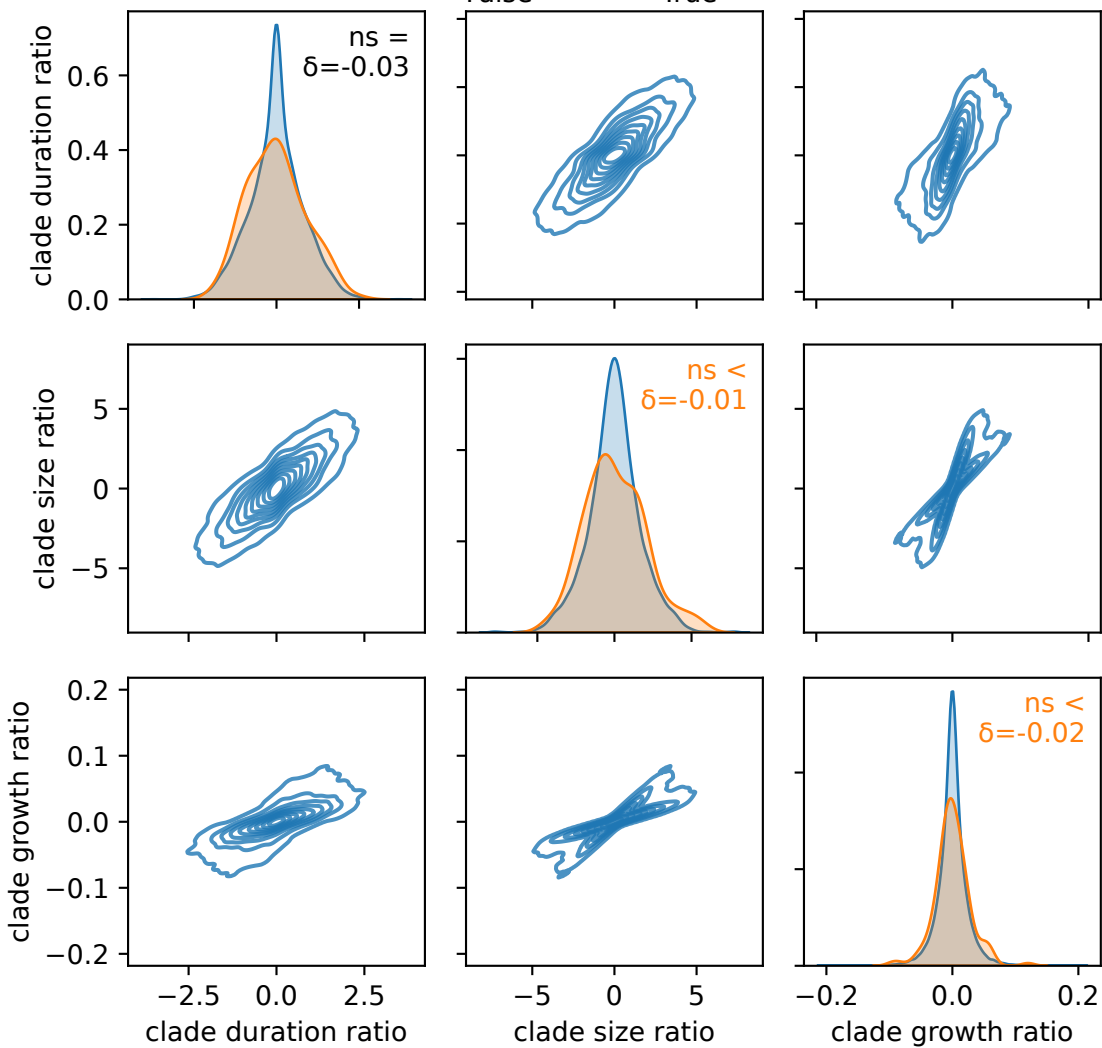 clade duration ratio
0.6
0.4
0.2
0.0
ns =
δ=-0.03
clade size ratio
5
0
−5
ns <
δ=-0.01
clade growth ratio
0.2
0.1
0.0
−0.1
−0.2
ns <
δ=-0.02
−2.5 0.0 2.5
−5 0 5
−0.2 0.0 0.2
clade duration ratio
clade size ratio
clade growth ratio